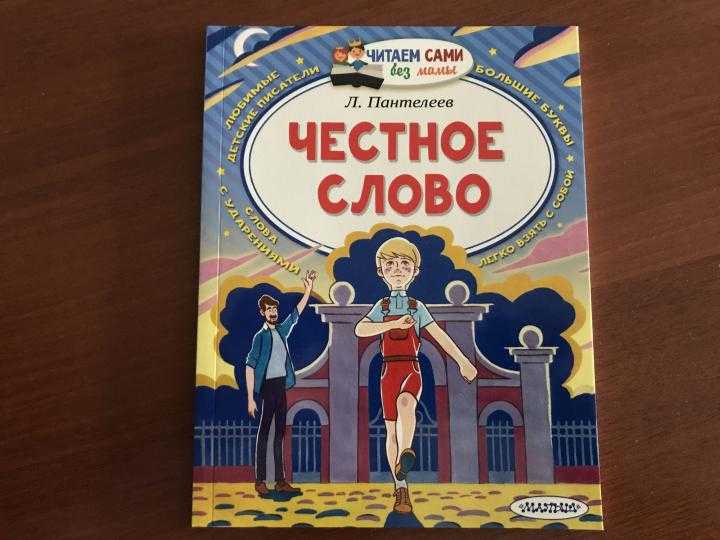 ЧИТАЕМ САМИ
без мамы
ЛЮБИМЫЕ
ДЕТСКИЕ ПИСАТЕЛИ
БОЛЬШИЕ БУКВЫ
Л. Пантелеев
ЧЕСТНОЕ
СЛОВО
СЛОВА
С УДАРЕНИЯМИ
ЛЕГКО ВЗЯТЬ С СОБОЙ
•МАЛЫШ•